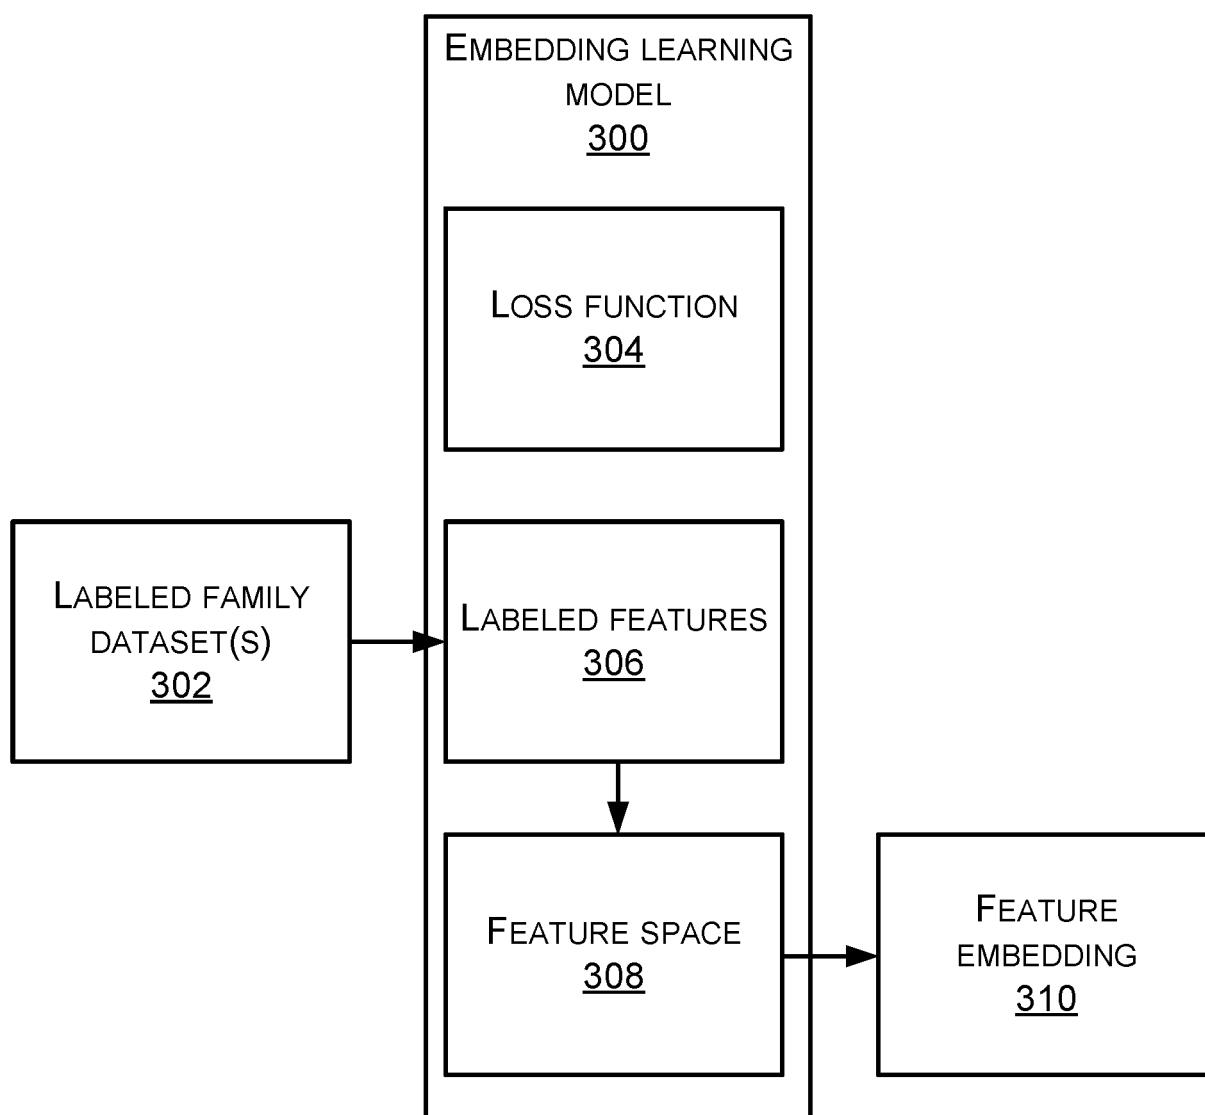 EMBEDDING LEARNING
MODEL
300
LOSS FUNCTION
304
LABELED FAMILY
DATASET(S)
302
LABELED FEATURES
306
FEATURE SPACE
308
FEATURE
EMBEDDING
310